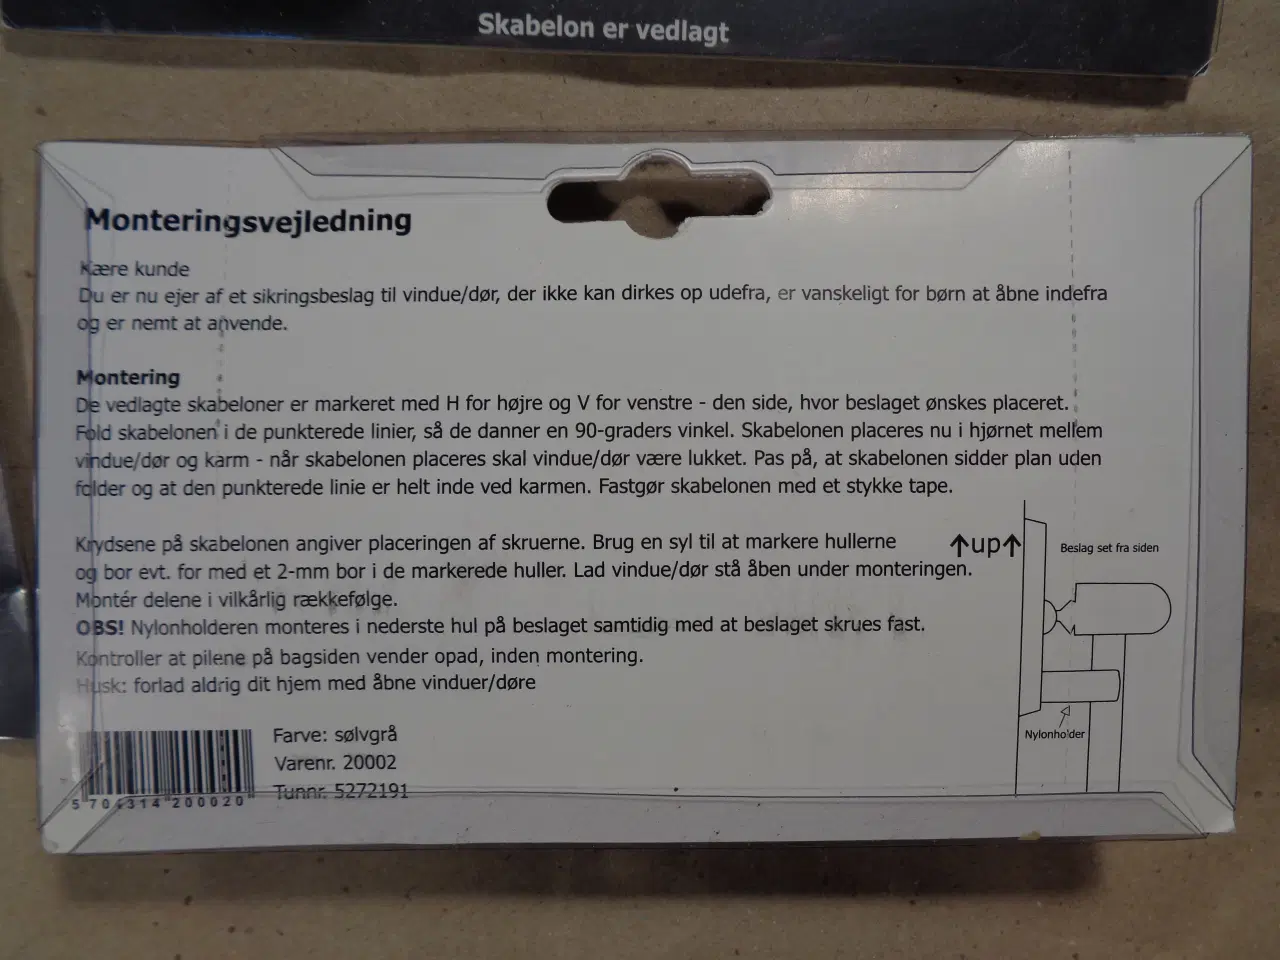 Skabelon er vedlagt
Monteringsvejledning
Kære kunde
Du er nu ejer af et sikringsbeslag til vindue/dør, der ikke kan dirkes op udefra, er vanskeligt for børn at åbne indefra
og er nemt at anvende.
Montering
De vedlagte skabeloner er markeret med H for højre og V for venstre - den side, hvor beslaget ønskes placeret.
Fold skabelonen i de punkterede linier, så de danner en 90-graders vinkel. Skabelonen placeres nu i hjørnet mellem
vindue/dør og karm - når skabelonen placeres skal vindue/dør være lukket. Pas på, at skabelonen sidder plan uden
folder og at den punkterede linie er helt inde ved karmen. Fastgør skabelonen med et stykke tape.
Krydsene på skabelonen angiver placeringen af skruerne. Brug en syl til at markere hullerne
og bor evt. for med et 2-mm bor i de markerede huller. Lad vindue/dør stå åben under monteringen.
Montér delene i vilkårlig rækkefølge.
OBS! Nylonholderen monteres i nederste hul på beslaget samtidig med at beslaget skrues fast.
Kontroller at pilene på bagsiden vender opad, inden montering.
Husk: forlad aldrig dit hjem med åbne vinduer/døre
↑up↑
Beslag set fra siden
Nylonholder
Farve: sølvgrå
Varenr. 20002
Tunnr. 5272191
5 704314 200020